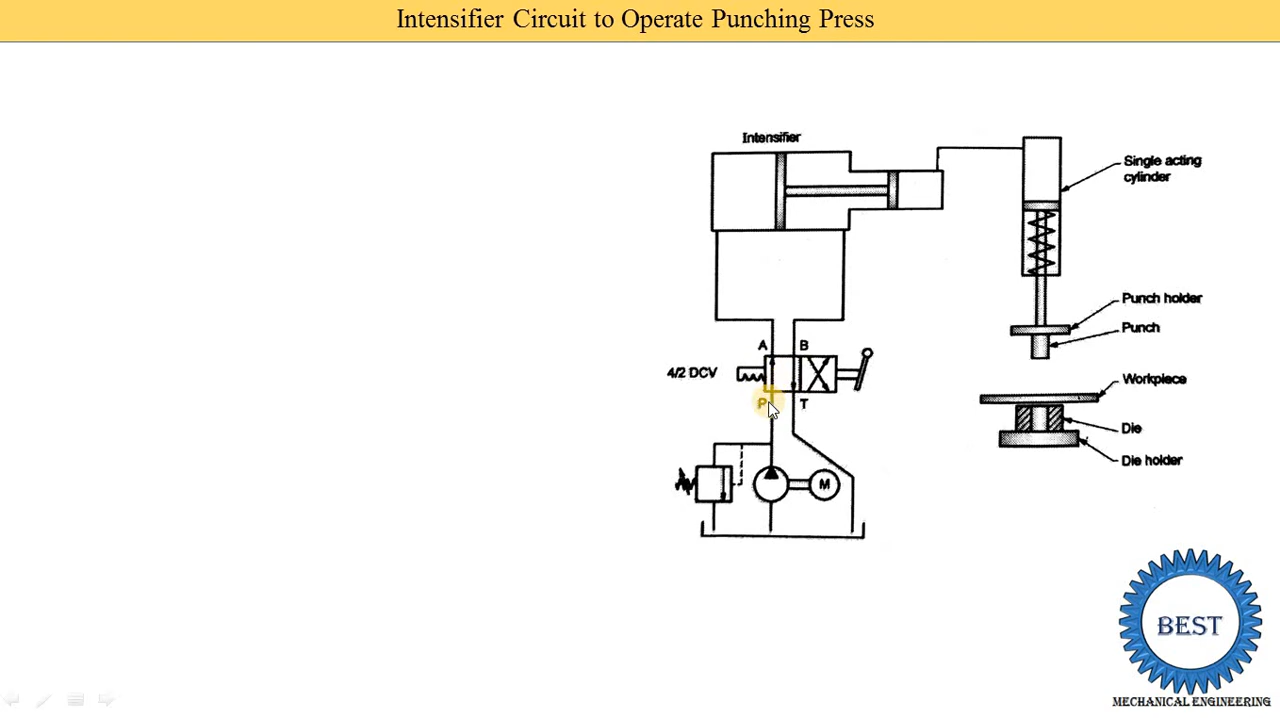 Intensifier Circuit to Operate Punching Press
Intensifier
Single acting
cylinder
Punch holder
Punch
A B
4/2 DCV
Workpiece
P T
Die
Die holder
M
BEST
MECHANICAL ENGINEERING